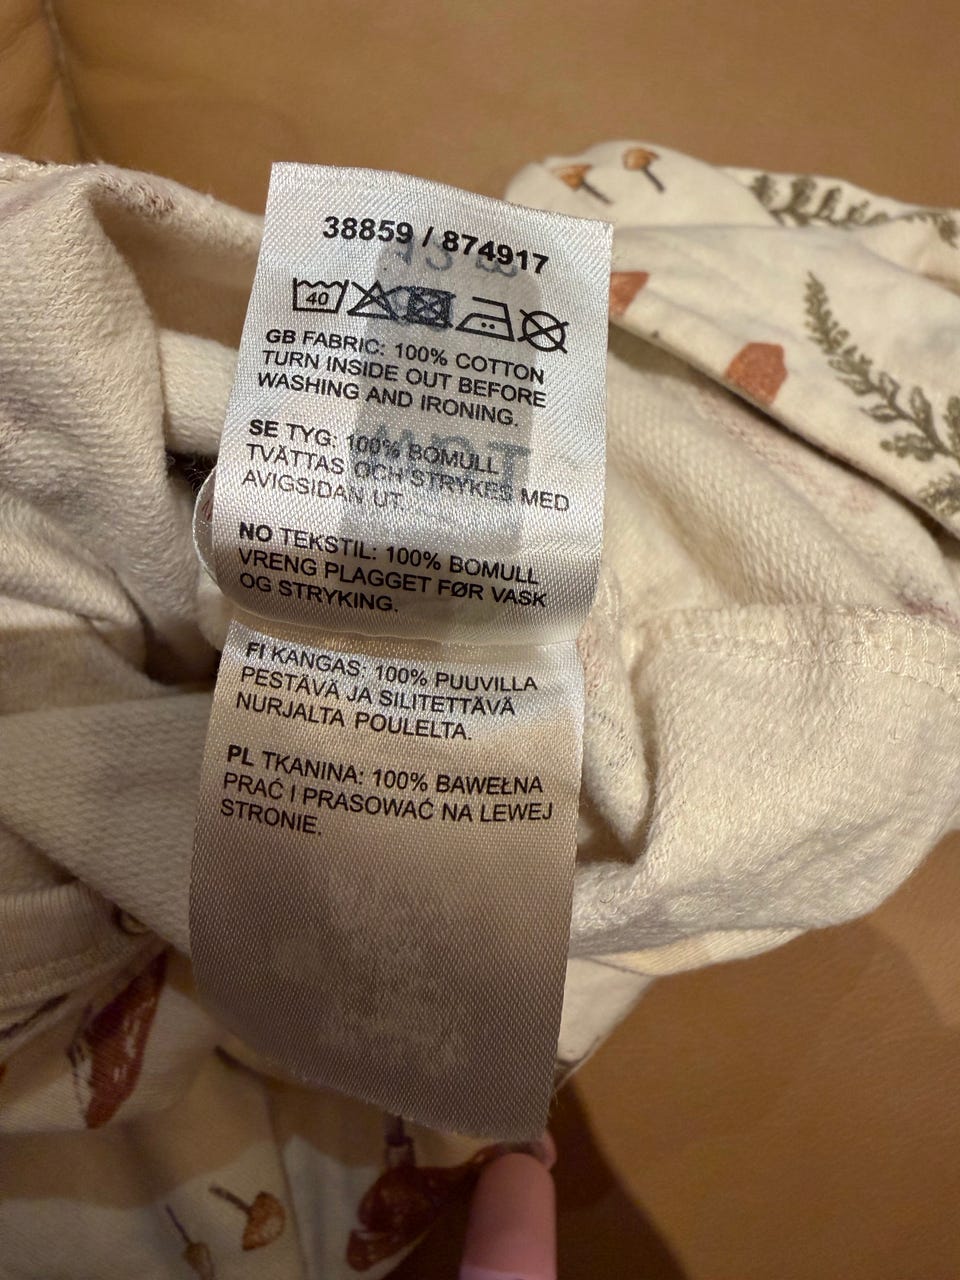 38859 / 874917
40
GB FABRIC: 100% COTTON
TURN INSIDE OUT BEFORE
WASHING AND IRONING.
SE TYG: 100% BOMULL
TVÄTTAS OCH STRYKES MED
AVIGSIDAN UT.
NO TEKSTIL: 100% BOMULL
VRENG PLAGGET FØR VASK
OG STRYKING.
FI KANGAS: 100% PUUVILLA
PESTÄVÄ JA SILITETTÄVÄ
NURJALTA POULELTA.
PL TKANINA: 100% BAWEŁNA
PRAĆ I PRASOWAĆ NA LEWEJ
STRONIE.